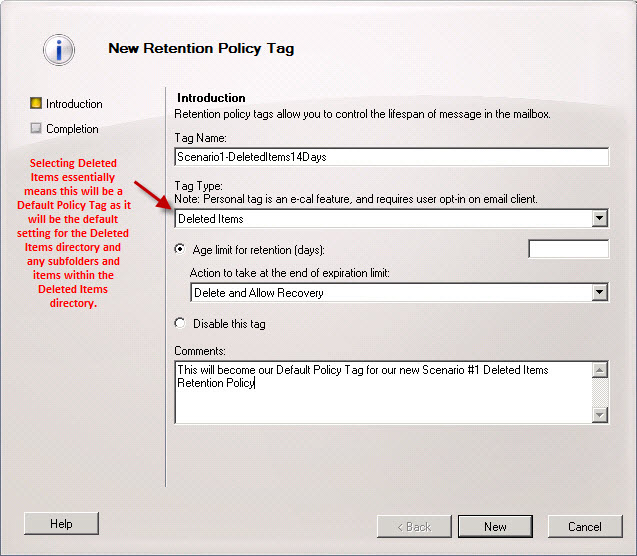 New Retention Policy Tag
Introduction
Completion
Selecting Deleted
Items essentially
means this will be a
Default Policy Tag as it
will be the default
setting for the Deleted
Items directory and
any subfolders and
items within the
Deleted Items
directory.
Introduction
Retention policy tags allow you to control the lifespan of message in the mailbox.
Tag Name:
Scenario1-DeletedItems14Days
Tag Type:
Note: Personal tag is an e-cal feature, and requires user opt-in on email client.
Deleted Items
Age limit for retention (days):
Action to take at the end of expiration limit:
Delete and Allow Recovery
Disable this tag
Comments:
This will become our Default Policy Tag for our new Scenario #1 Deleted Items
Retention Policy
Help
< Back
New
Cancel